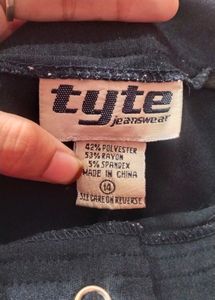 tyte
jeanswear
42% POLYESTER
53% RAYON
5% SPANDEX
MADE IN CHINA
14
SEE CARE ON REVERSE